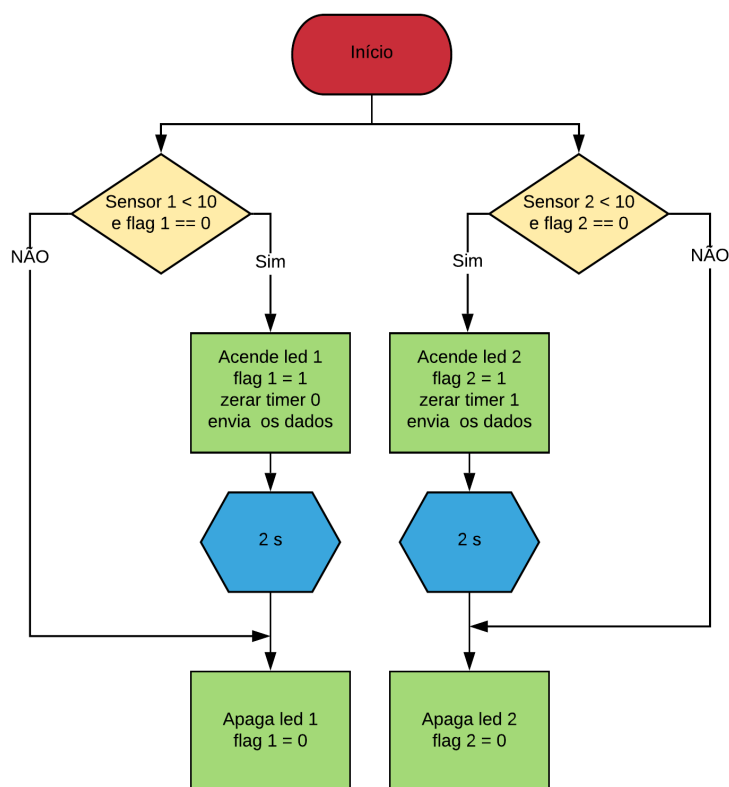 Início
Sensor 1 < 10
e flag 1 == 0
Sensor 2 < 10
e flag 2 == 0
NÃO
Sim
Sim
NÃO
Acende led 1
flag 1 = 1
zerar timer 0
envia os dados
Acende led 2
flag 2 = 1
zerar timer 1
envia os dados
2 s
2 s
Apaga led 1
flag 1 = 0
Apaga led 2
flag 2 = 0